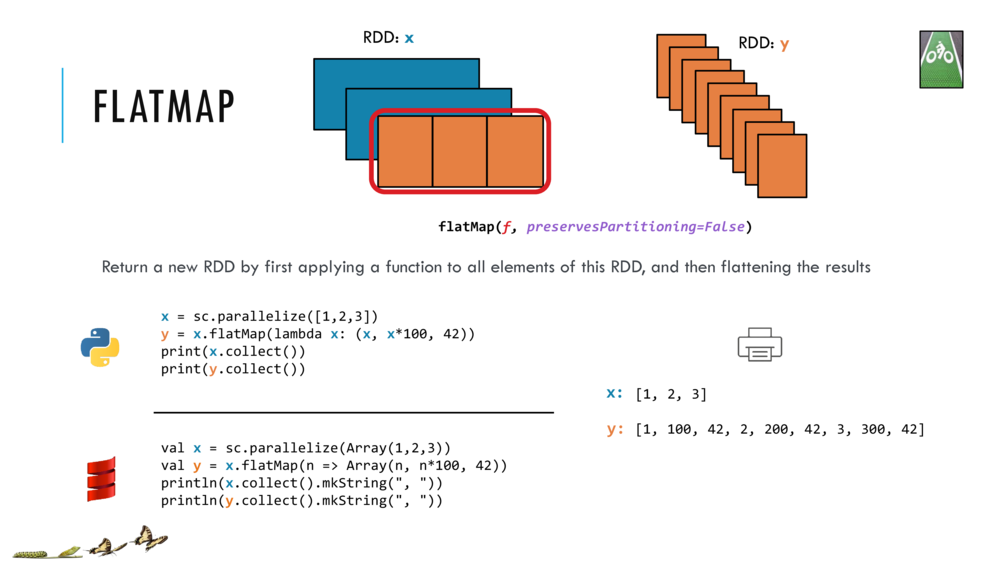 FLATMAP
RDD: x
RDD: y
flatMap(f, preservesPartitioning=False)
Return a new RDD by first applying a function to all elements of this RDD, and then flattening the results
x = sc.parallelize([1,2,3])
y = x.flatMap(lambda x: (x, x*100, 42))
print(x.collect())
print(y.collect())
x: [1, 2, 3]
y: [1, 100, 42, 2, 200, 42, 3, 300, 42]
val x = sc.parallelize(Array(1,2,3))
val y = x.flatMap(n => Array(n, n*100, 42))
println(x.collect().mkString(", "))
println(y.collect().mkString(", "))